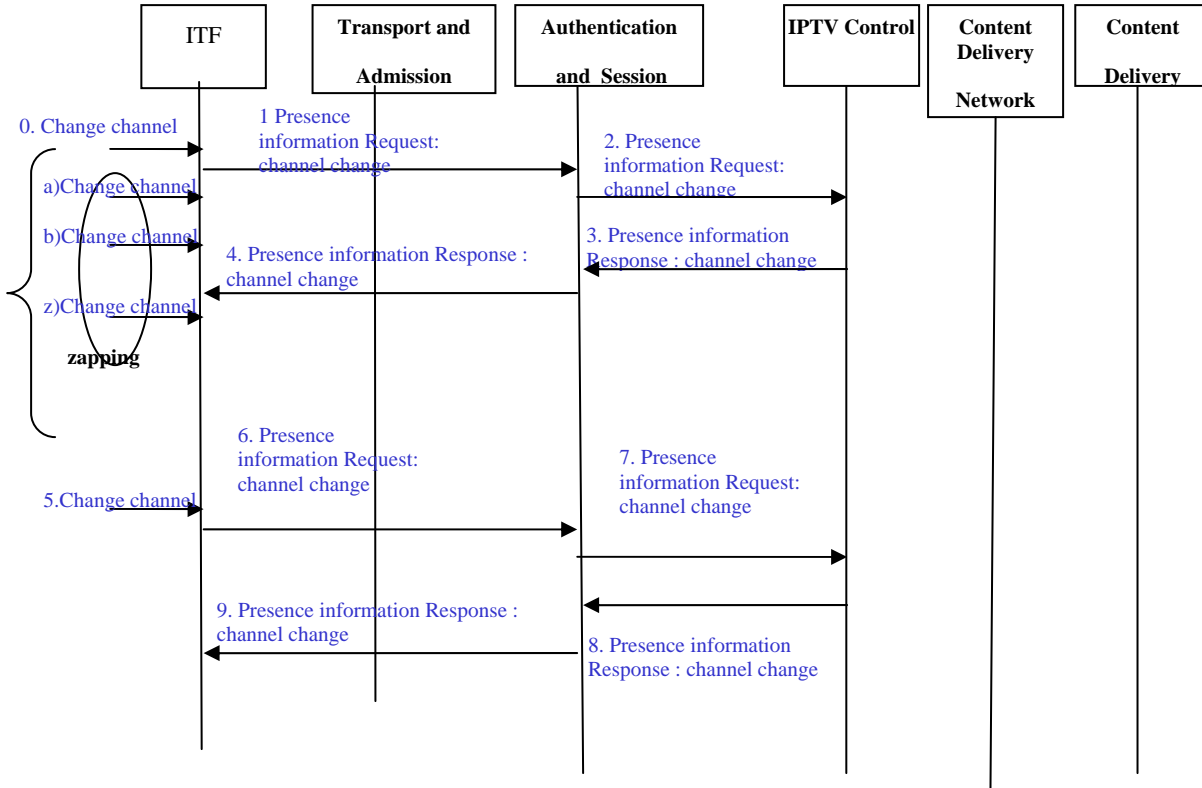 ITF
Transport and
Admission
Authentication
and Session
IPTV Control
Content
Delivery
Network
Content
Delivery
0. Change channel
1 Presence
information Request:
channel change
2. Presence
information Request:
channel change
a)Change channel
b)Change channel
3. Presence information
Response : channel change
4. Presence information Response :
channel change
z)Change channel
zapping
6. Presence
information Request:
channel change
7. Presence
information Request:
channel change
5.Change channel
9. Presence information Response :
channel change
8. Presence information
Response : channel change